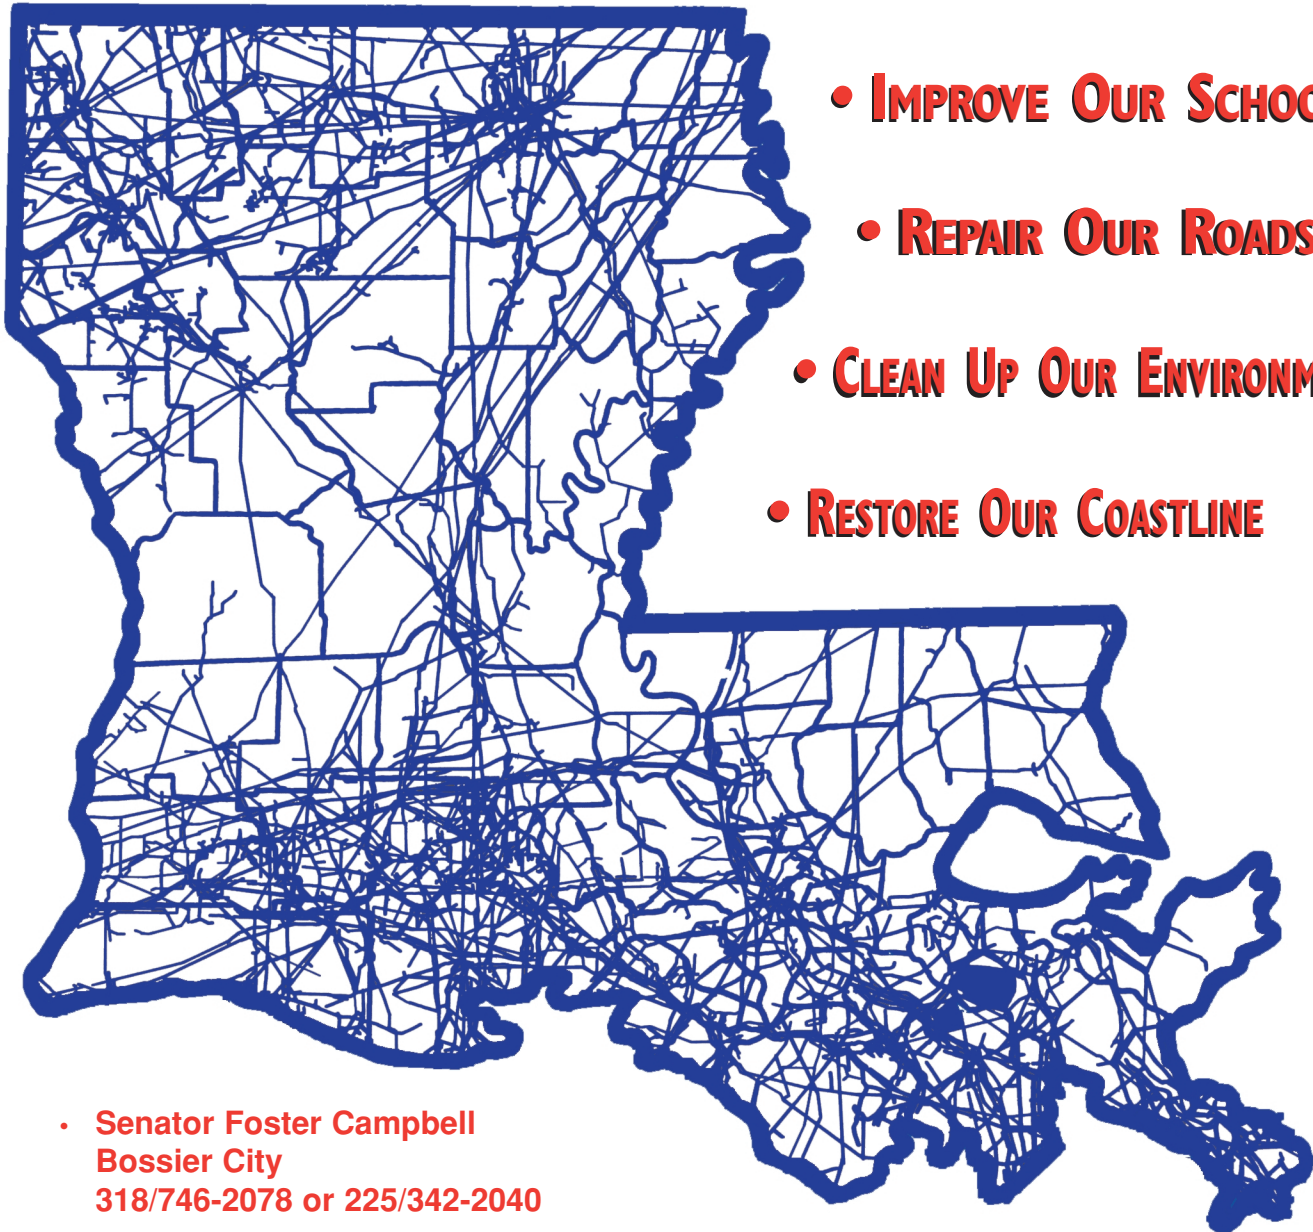 • IMPROVE OUR SCHOO
• REPAIR OUR ROADS
• CLEAN UP OUR ENVIRONM
• RESTORE OUR COASTLINE
• Senator Foster Campbell
Bossier City
318/746-2078 or 225/342-2040